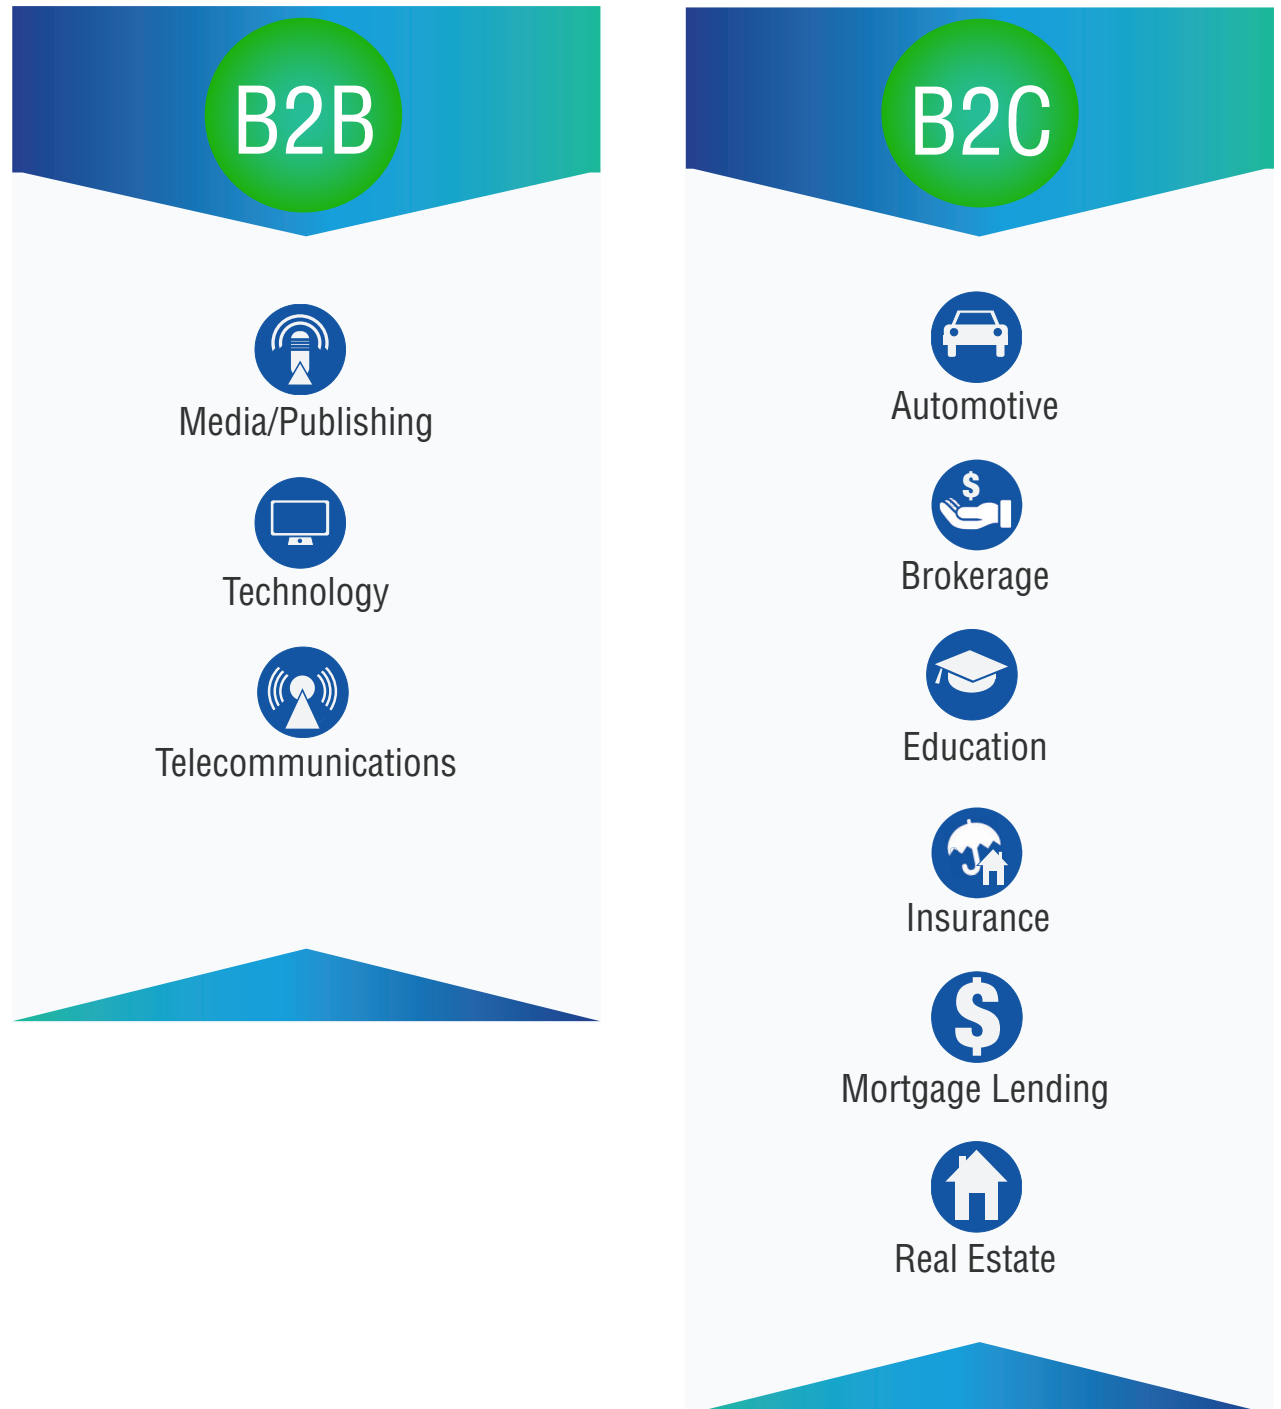 B2B
Media/Publishing
Technology
Telecommunications
B2C
Automotive
$
Brokerage
Education
Insurance
$
Mortgage Lending
Real Estate